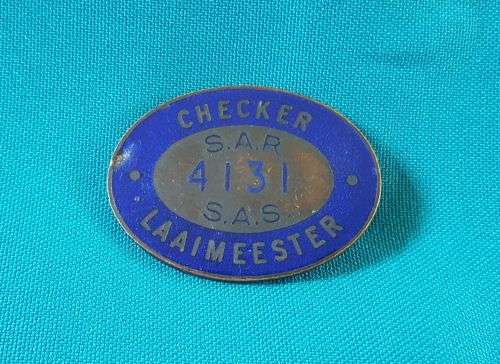 CHECKER
S.A.R
4131
S.A.S.
LAAIMEESTER